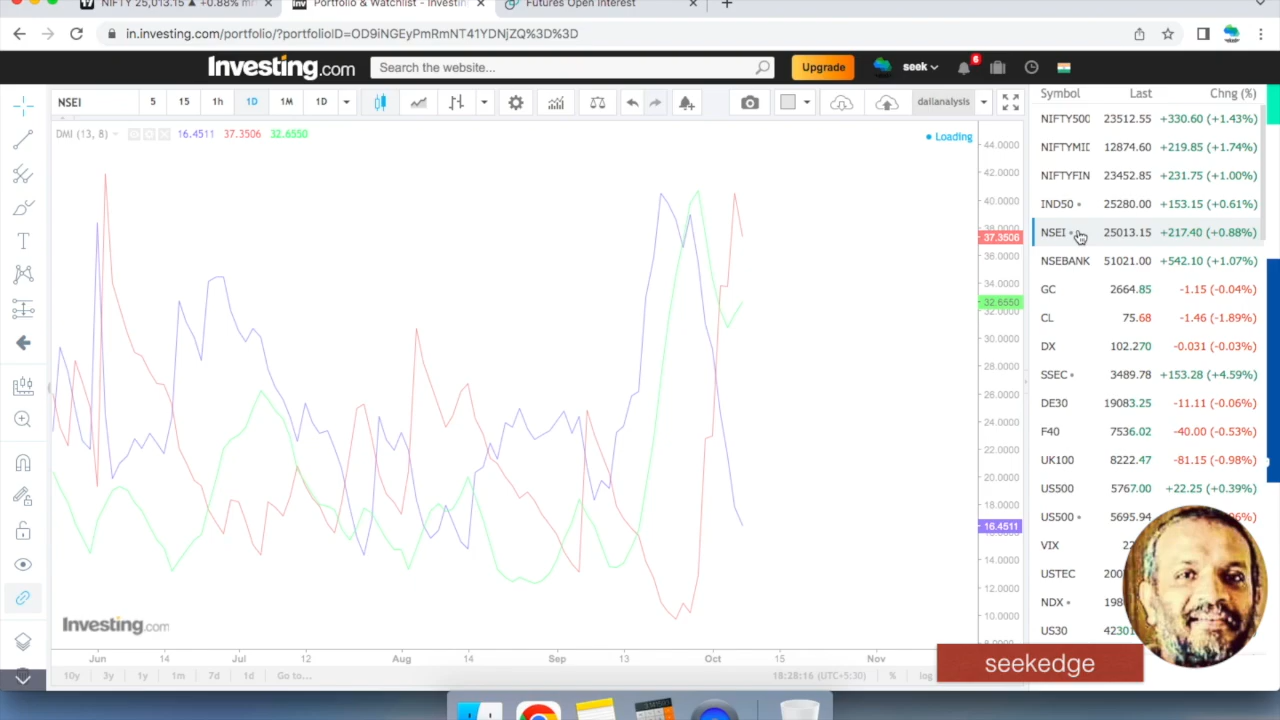 NIFTY 25,013.15 ▲ +0.88%
Portfolio & Watchlist - Investin
Futures Open Interest
in.investing.com/portfolio/?portfolioID=OD9iNGEyPmRmNT41YDNjZQ%3D%3D
Investing.com
Search the website...
Upgrade
seek
6
NSEI
5
15
1h
1D
1M
1D
dailanalysis
Symbol Last Chng (%)
DMI (13, 8) 16.4511 37.3506 32.6550
Loading
NIFTY500 23512.55 +330.60 (+1.43%)
NIFTYMID 12874.60 +219.85 (+1.74%)
NIFTYFIN 23452.85 +231.75 (+1.00%)
IND50 25280.00 +153.15 (+0.61%)
NSEI 25013.15 +217.40 (+0.88%)
NSEBANK 51021.00 +542.10 (+1.07%)
GC 2664.85 -1.15 (-0.04%)
CL 75.68 -1.46 (-1.89%)
DX 102.270 -0.031 (-0.03%)
SSEC 3489.78 +153.28 (+4.59%)
DE30 19083.25 -11.11 (-0.06%)
F40 7536.02 -40.00 (-0.53%)
UK100 8222.47 -81.15 (-0.98%)
US500 5767.00 +22.25 (+0.39%)
US500 5695.94
VIX
USTEC
NDX
US30
44.0000
42.0000
40.0000
37.3506
36.0000
34.0000
32.6550
30.0000
28.0000
26.0000
24.0000
22.0000
20.0000
18.0000
16.4511
14.0000
12.0000
10.0000
Investing.com
Jun 14 Jul 12 Aug 14 Sep 13 Oct 15 Nov
10y 3y 1y 1m 7d 1d Go to... 18:28:16 (UTC+5:30) % log
seekedge